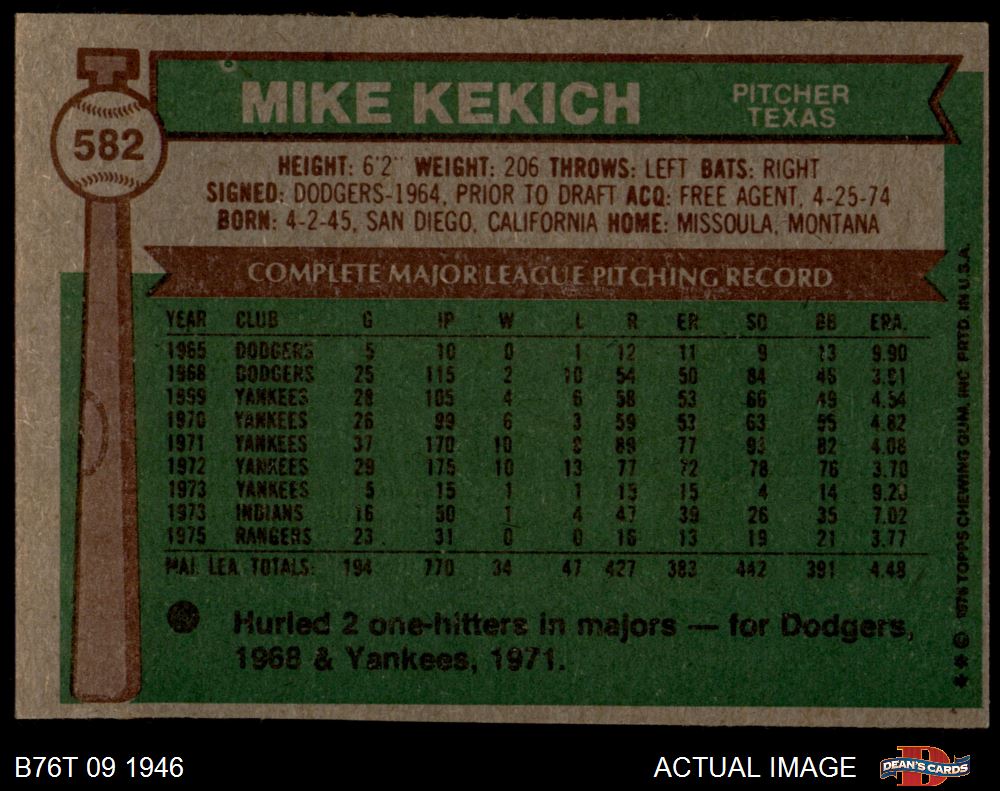 582
MIKE KEKICH
PITCHER
TEXAS
HEIGHT: 6'2" WEIGHT: 206 THROWS: LEFT BATS: RIGHT
SIGNED: DODGERS-1964, PRIOR TO DRAFT ACQ: FREE AGENT, 4-25-74
BORN: 4-2-45, SAN DIEGO, CALIFORNIA HOME: MISSOULA, MONTANA
COMPLETE MAJOR LEAGUE PITCHING RECORD
YEAR CLUB G IP W L R ER SO BB ERA.
1965 DODGERS 5 10 0 1 12 11 9 13 9.90
1968 DODGERS 25 115 2 10 54 50 84 46 3.91
1969 YANKEES 28 105 4 6 58 53 66 49 4.54
1970 YANKEES 26 99 6 3 59 53 63 55 4.82
1971 YANKEES 37 170 10 9 89 77 93 82 4.08
1972 YANKEES 29 175 10 13 77 72 78 76 3.70
1973 YANKEES 5 15 1 1 15 15 4 14 9.20
1973 INDIANS 16 50 1 4 47 39 26 35 7.02
1975 RANGERS 23 31 0 0 16 13 19 21 3.77
MAJ. LEA. TOTALS: 194 770 34 47 427 383 442 391 4.48
Hurled 2 one-hitters in majors — for Dodgers,
1968 & Yankees, 1971.
** © 1976 TOPPS CHEWING GUM, INC. PRTD. IN U.S.A.
B76T 09 1946
ACTUAL IMAGE
DEAN'S CARDS